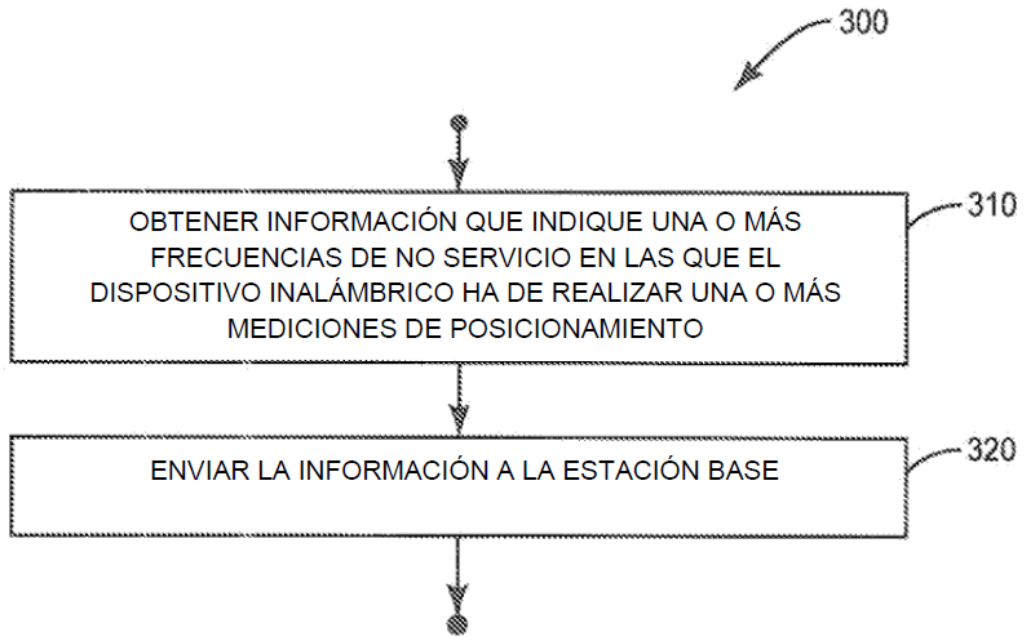 300
OBTENER INFORMACIÓN QUE INDIQUE UNA O MÁS
FRECUENCIAS DE NO SERVICIO EN LAS QUE EL
DISPOSITIVO INALÁMBRICO HA DE REALIZAR UNA O MÁS
MEDICIONES DE POSICIONAMIENTO
310
ENVIAR LA INFORMACIÓN A LA ESTACIÓN BASE
320